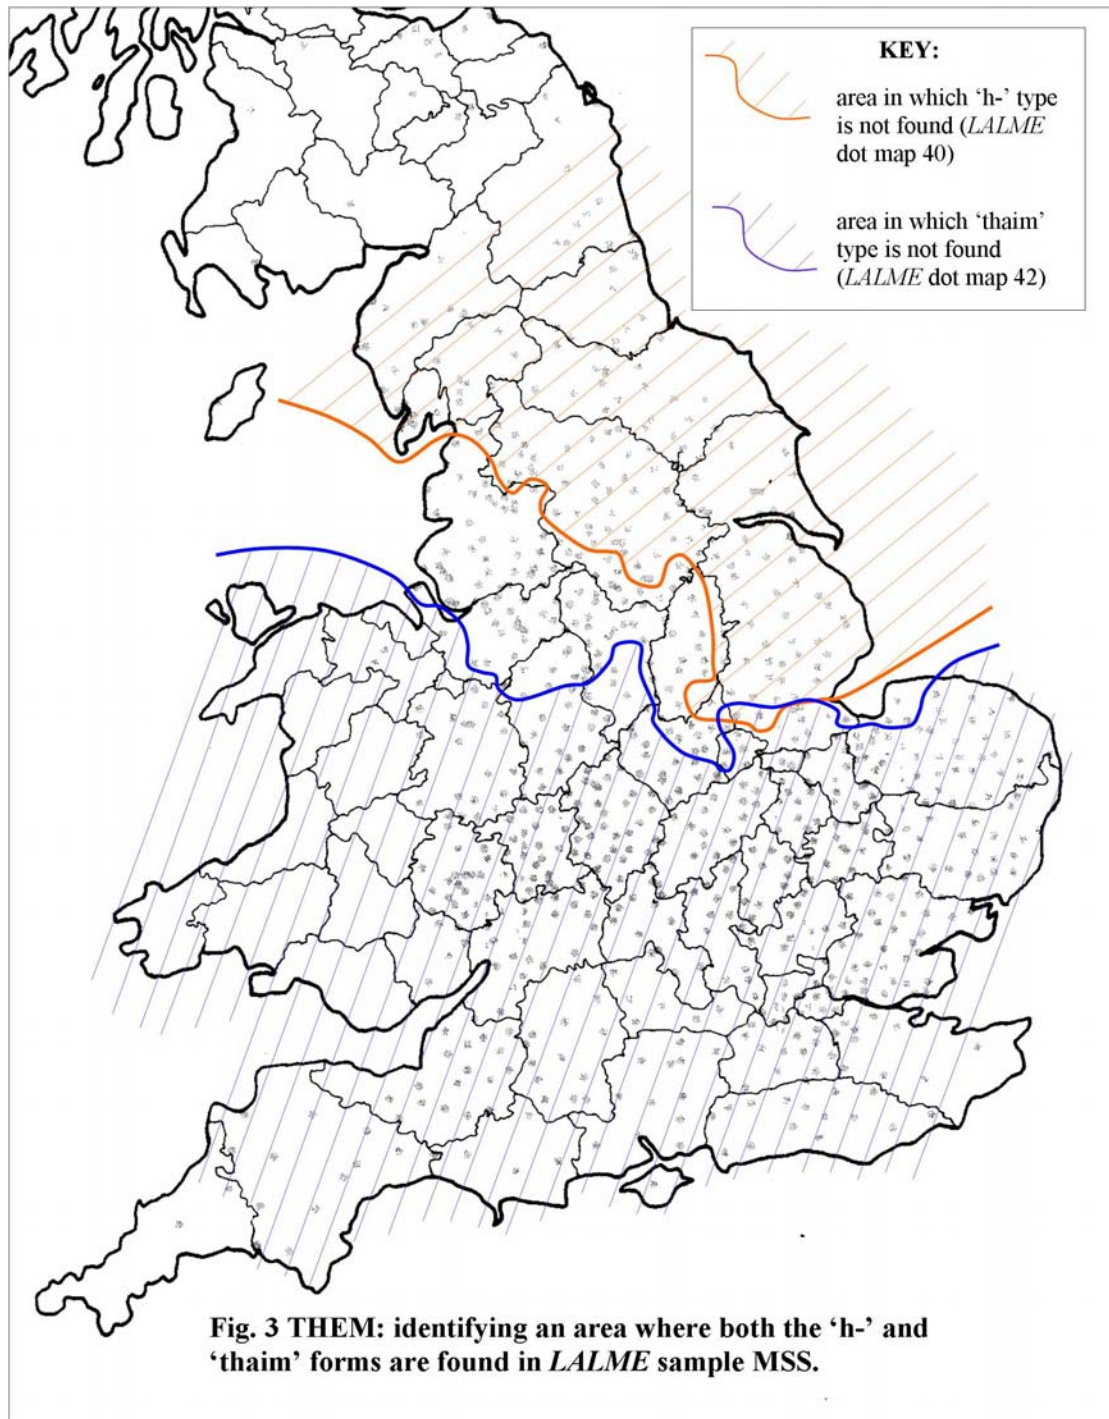 KEY:
area in which ‘h-’ type
is not found (LALME
dot map 40)
area in which ‘thaim’
type is not found
(LALME dot map 42)
Fig. 3 THEM: identifying an area where both the ‘h-’ and
‘thaim’ forms are found in LALME sample MSS.